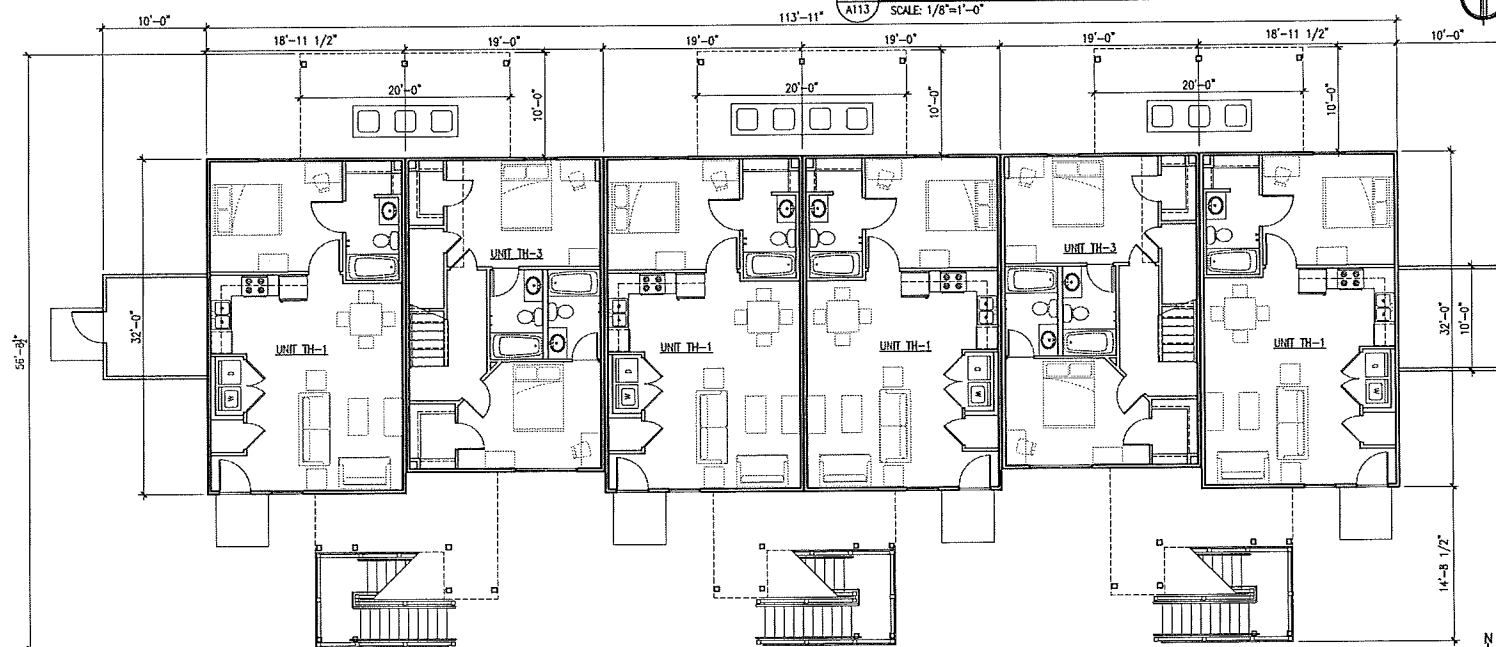 A113 SCALE: 1/8"=1'-0"
10'-0" 113'-11"
18'-11 1/2" 19'-0" 19'-0" 19'-0" 19'-0" 18'-11 1/2" 10'-0"
20'-0" 10'-0" 20'-0" 10'-0" 20'-0" 10'-0"
UNIT TH-3 UNIT TH-3
32'-0" 32'-0" 10'-0"
UNIT TH-1 UNIT TH-1 UNIT TH-1 UNIT TH-1
D D D D
W W W W
14'-8 1/2"
N